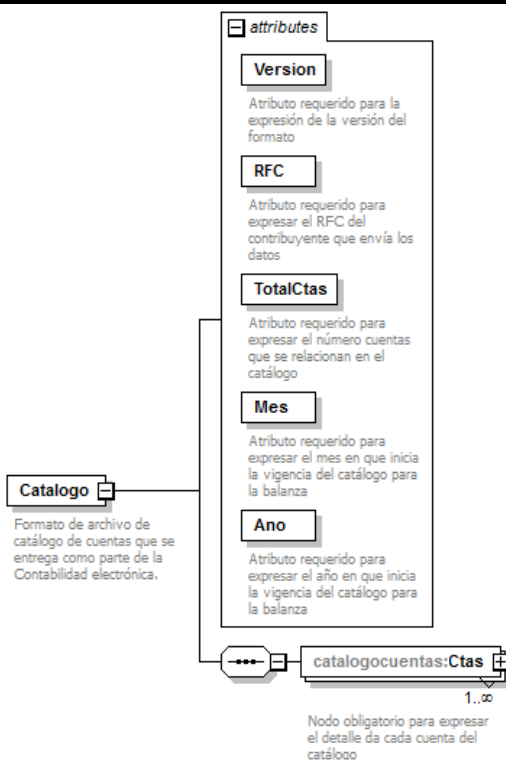 attributes
Version
Atributo requerido para la
expresión de la versión del
formato
RFC
Atributo requerido para
expresar el RFC del
contribuyente que envía los
datos
TotalCtas
Atributo requerido para
expresar el número cuentas
que se relacionan en el
catálogo
Mes
Atributo requerido para
expresar el mes en que inicia
la vigencia del catálogo para
la balanza
Ano
Atributo requerido para
expresar el año en que inicia
la vigencia del catálogo para
la balanza
Catalogo
Formato de archivo de
catálogo de cuentas que se
entrega como parte de la
Contabilidad electrónica.
catalogocuentas:Ctas
1..∞
Nodo obligatorio para expresar
el detalle da cada cuenta del
catálogo